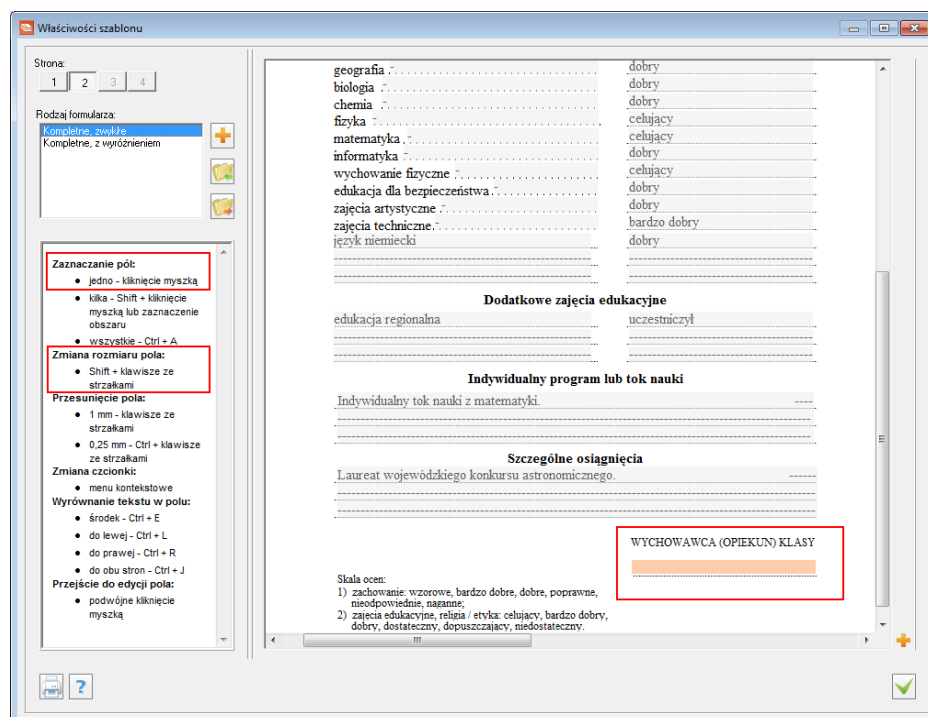 Właściwości szablonu
Strona:
1 2 3 4
Rodzaj formularza:
Kompletne, zwykłe
Kompletne, z wyróżnieniem
Zaznaczanie pól:
jedno - kliknięcie myszką
kilka - Shift + kliknięcie
myszką lub zaznaczenie
obszaru
wszystkie - Ctrl + A
Zmiana rozmiaru pola:
Shift + klawisze ze
strzałkami
Przesunięcie pola:
1 mm - klawisze ze
strzałkami
0,25 mm - Ctrl + klawisze
ze strzałkami
Zmiana czcionki:
menu kontekstowe
Wyrównanie tekstu w polu:
środek - Ctrl + E
do lewej - Ctrl + L
do prawej - Ctrl + R
do obu stron - Ctrl + J
Przejście do edycji pola:
podwójne kliknięcie
myszką
geografia dobry
biologia dobry
chemia dobry
fizyka celujący
matematyka celujący
informatyka dobry
wychowanie fizyczne celujący
edukacja dla bezpieczeństwa dobry
zajęcia artystyczne dobry
zajęcia techniczne bardzo dobry
język niemiecki dobry
Dodatkowe zajęcia edukacyjne
edukacja regionalna uczestniczył
Indywidualny program lub tok nauki
Indywidualny tok nauki z matematyki. ----
Szczególne osiągnięcia
Laureat wojewódzkiego konkursu astronomicznego. ------
WYCHOWAWCA (OPIEKUN) KLASY
Skala ocen:
1) zachowanie: wzorowe, bardzo dobre, dobre, poprawne,
nieodpowiednie, naganne;
2) zajęcia edukacyjne, religia / etyka: celujący, bardzo dobry,
dobry, dostateczny, dopuszczający, niedostateczny.